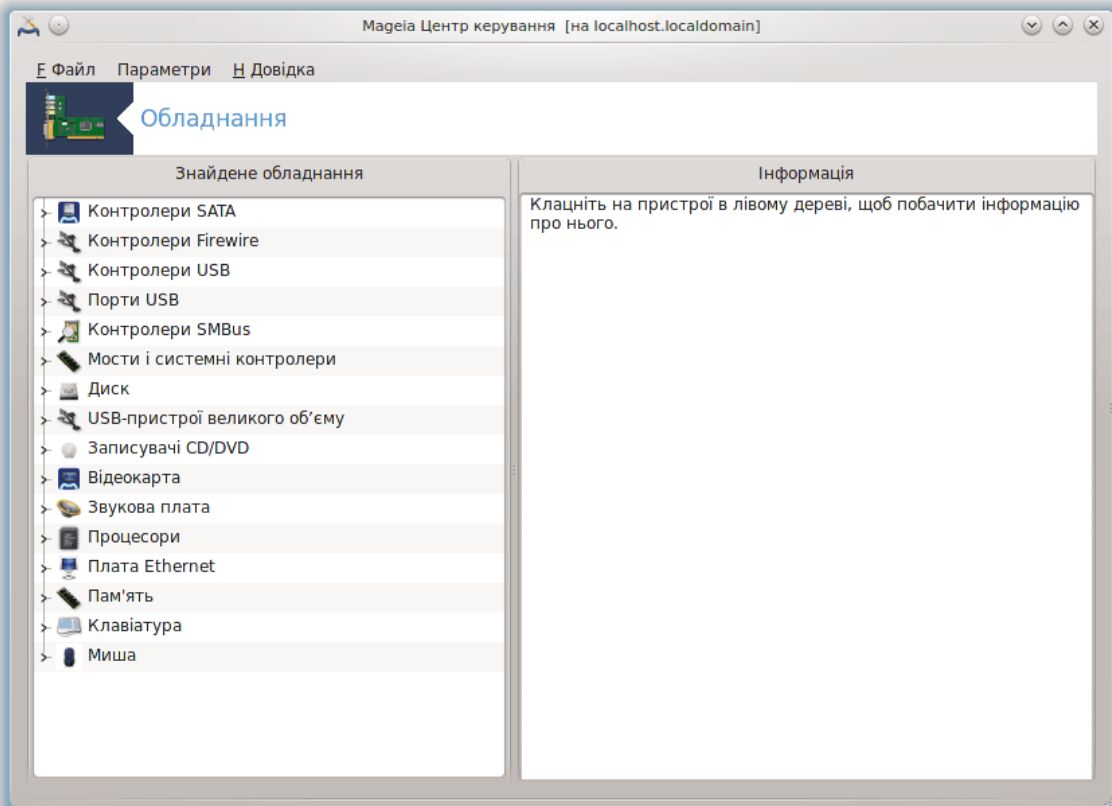 Mageia Центр керування [на localhost.localdomain]
F Файл Параметри H Довідка
Обладнання
Знайдене обладнання
Контролери SATA
Контролери Firewire
Контролери USB
Порти USB
Контролери SMBus
Мости і системні контролери
Диск
USB-пристрої великого об’єму
Записувачі CD/DVD
Відеокарта
Звукова плата
Процесори
Плата Ethernet
Пам'ять
Клавіатура
Миша
Інформація
Клацніть на пристрої в лівому дереві, щоб побачити інформацію
про нього.